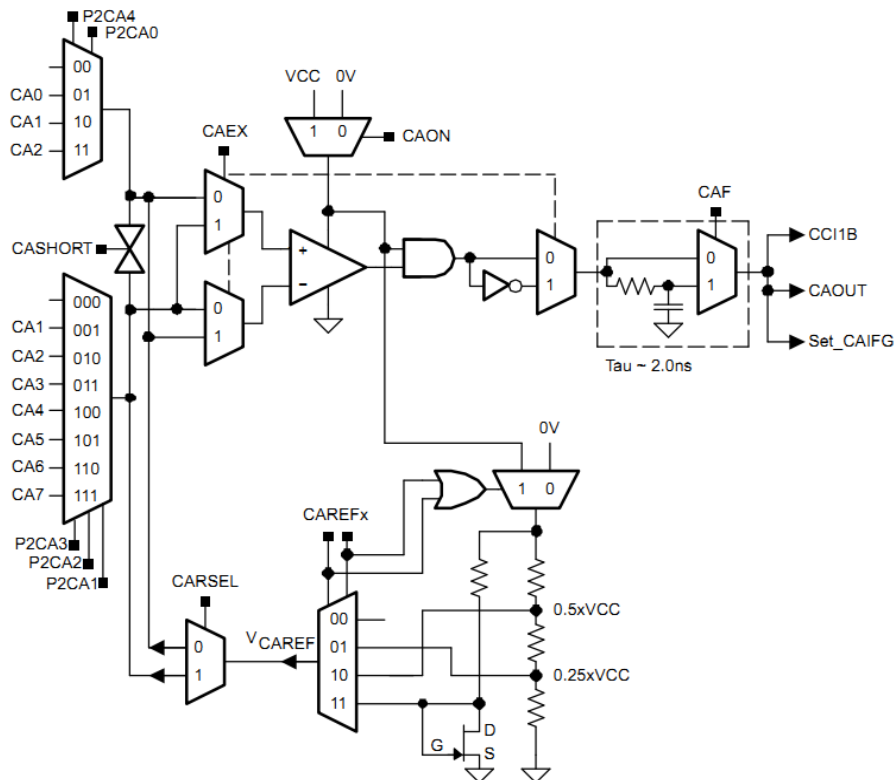 P2CA4
P2CA0
00
CA0 01
CA1 10
CA2 11
VCC 0V
1 0
CAON
CAEX
0
1
CASHORT
+
−
0
1
0
1
CAF
0
1
CCI1B
CAOUT
Set_CAIFG
Tau ~ 2.0ns
000
CA1 001
CA2 010
CA3 011
CA4 100
CA5 101
CA6 110
CA7 111
P2CA3
P2CA2
P2CA1
0V
1 0
CAREFx
CARSEL
0
1
VCAREF
00
01
10
11
0.5xVCC
0.25xVCC
D
G
S